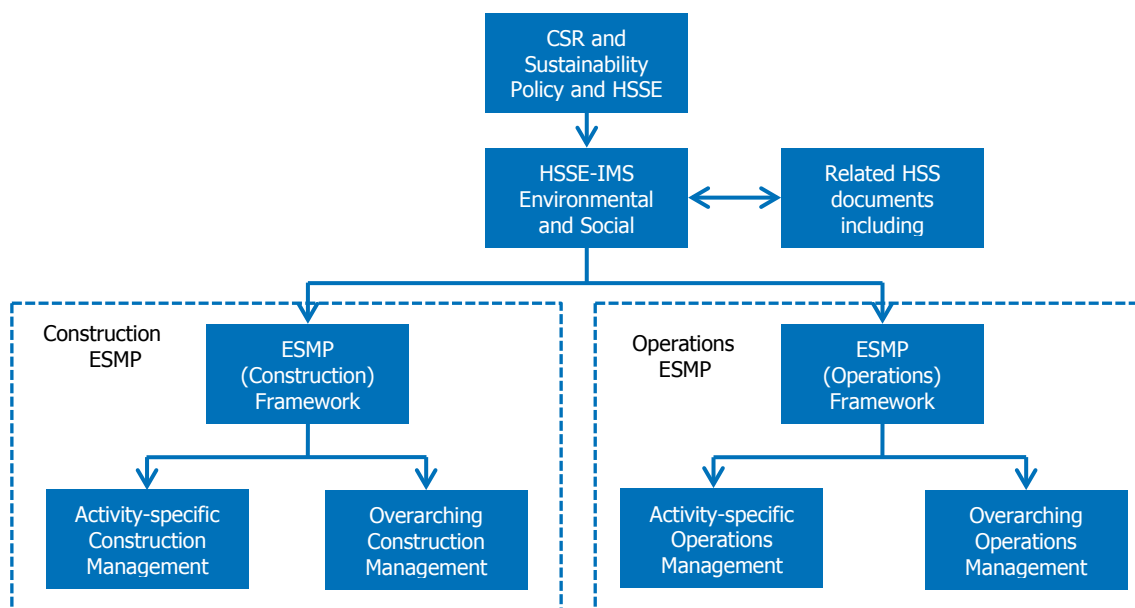 CSR and
Sustainability
Policy and HSSE
HSSE-IMS
Environmental
and Social
Related HSS
documents
including
Construction
ESMP
ESMP
(Construction)
Framework
Operations
ESMP
ESMP
(Operations)
Framework
Activity-specific
Construction
Management
Overarching
Construction
Management
Activity-specific
Operations
Management
Overarching
Operations
Management